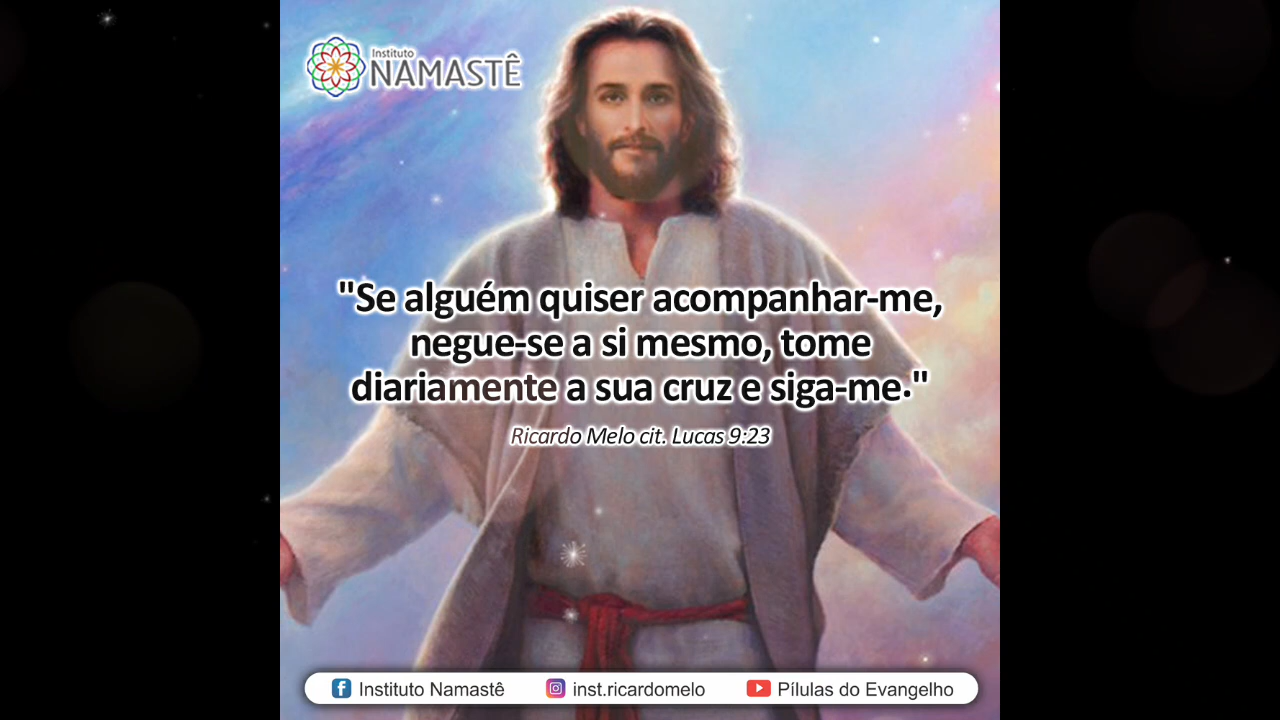 Instituto
NAMASTÊ
"Se alguém quiser acompanhar-me,
negue-se a si mesmo, tome
diariamente a sua cruz e siga-me."
Ricardo Melo cit. Lucas 9:23
Instituto Namastê inst.ricardomelo Pílulas do Evangelho